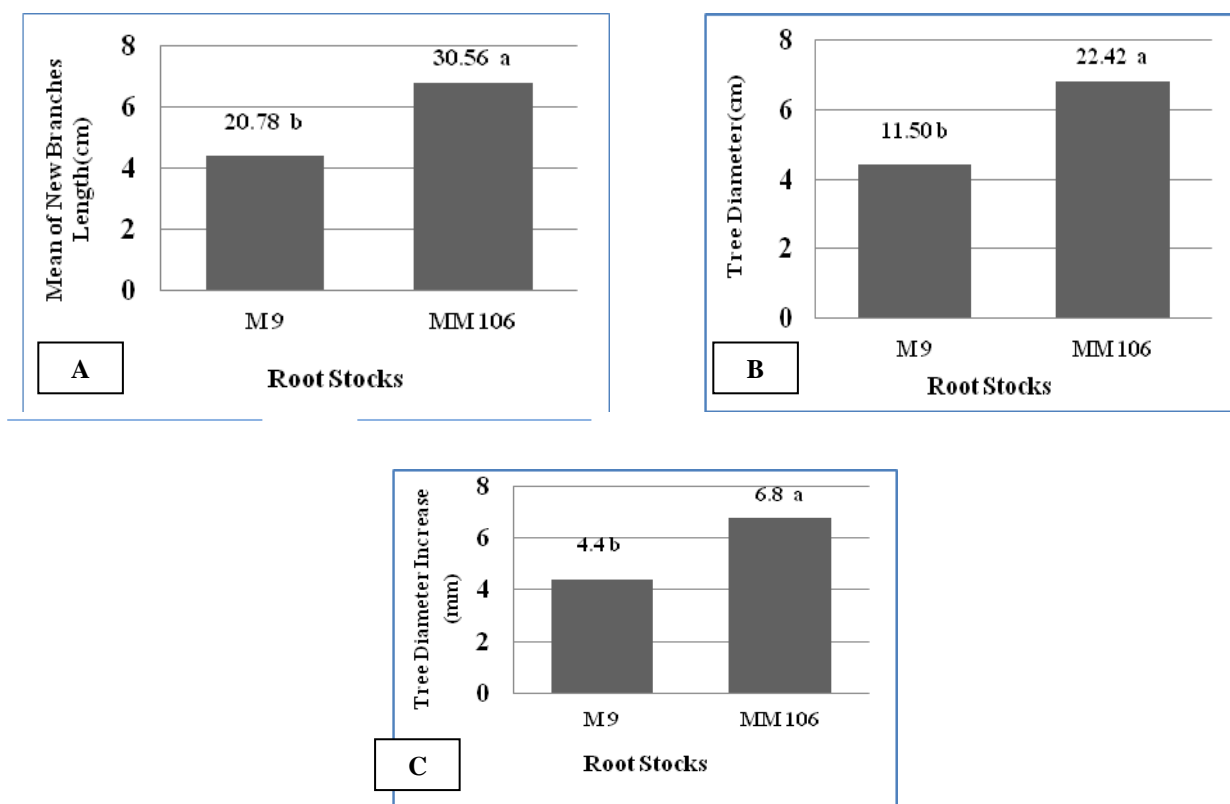 Mean of New Branches
Length(cm)
8
6
4
2
0
20.78 b
30.56 a
M9
MM106
Root Stocks
A
Tree Diameter(cm)
8
6
4
2
0
11.50 b
22.42 a
M9
MM106
Root Stocks
B
Tree Diameter Increase
(mm)
8
6
4
2
0
4.4 b
6.8 a
M9
MM106
Root Stocks
C